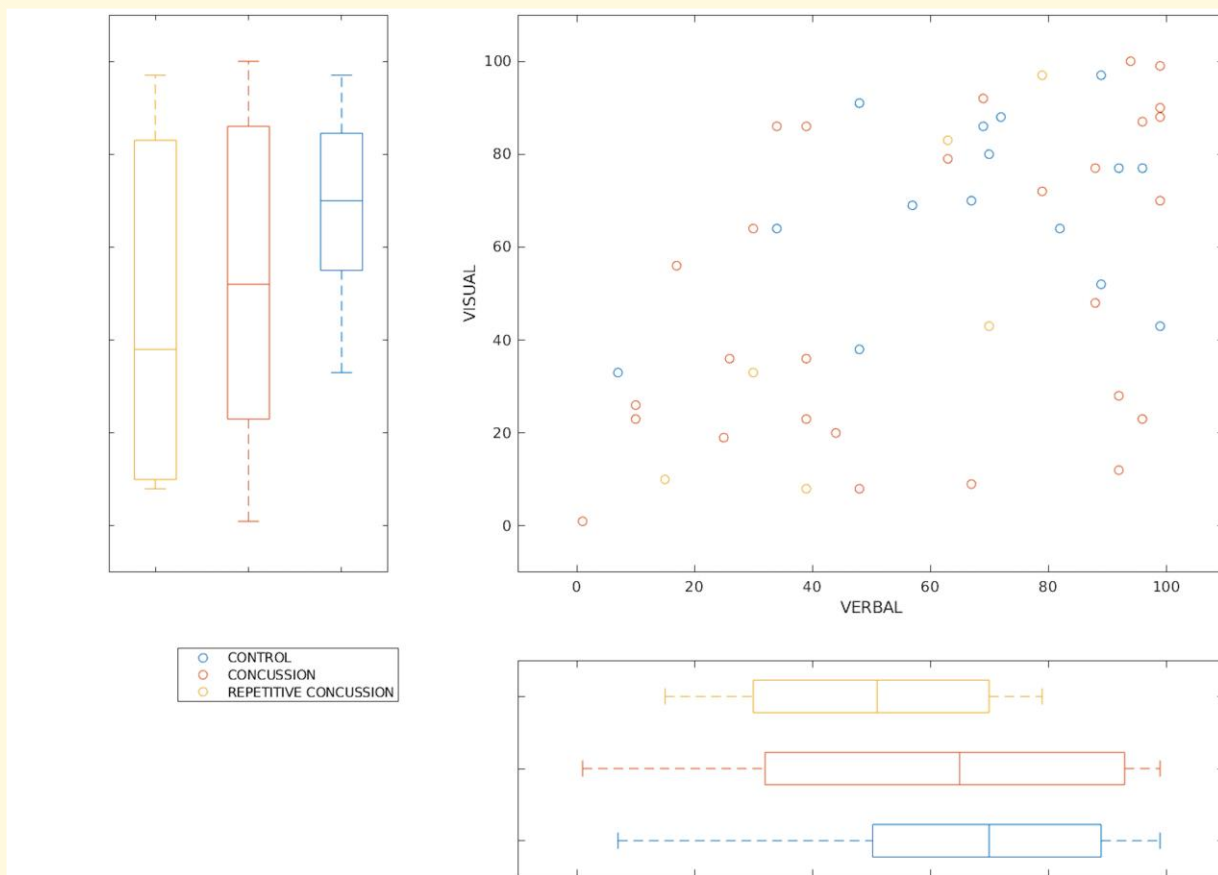 100
80
60
40
20
0
VISUAL
0 20 40 60 80 100
VERBAL
CONTROL
CONCUSSION
REPETITIVE CONCUSSION